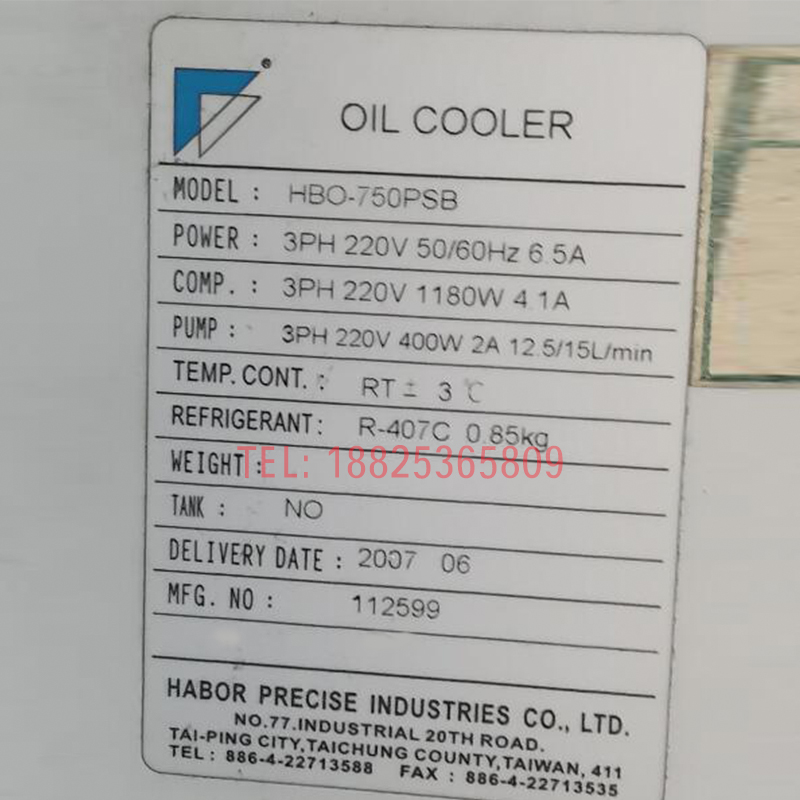 ®
OIL COOLER
MODEL : HBO-750PSB
POWER : 3PH 220V 50/60Hz 6.5A
COMP. : 3PH 220V 1180W 4.1A
PUMP : 3PH 220V 400W 2A 12.5/15L/min
TEMP. CONT. : RT ± 3 ℃
REFRIGERANT: R-407C 0.85kg
TEL: 18825365809
WEIGHT:
TANK : NO
DELIVERY DATE : 2007 06
MFG. NO : 112599
HABOR PRECISE INDUSTRIES CO., LTD.
NO.77.INDUSTRIAL 20TH ROAD.
TAI-PING CITY,TAICHUNG COUNTY,TAIWAN, 411
TEL : 886-4-22713588 FAX : 886-4-22713535